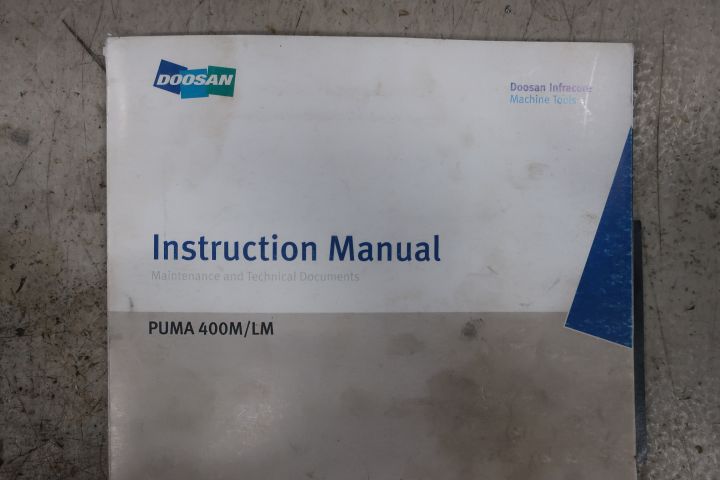 DOOSAN
Doosan Infracore
Machine Tools
Instruction Manual
Maintenance and Technical Documents
PUMA 400M/LM